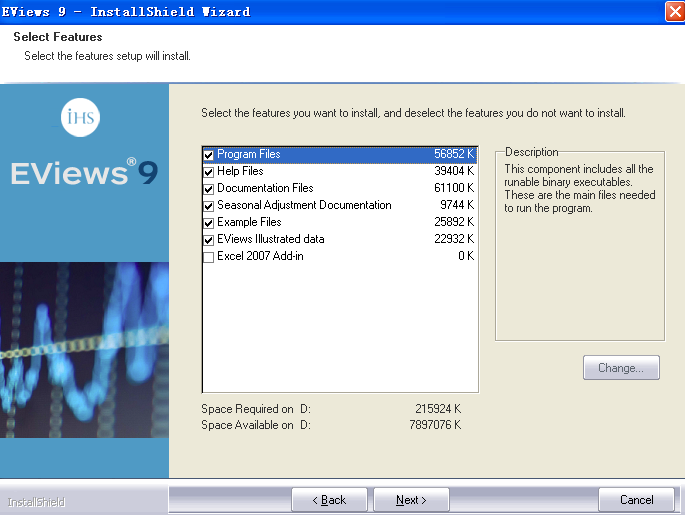 EViews 9 - InstallShield Wizard
Select Features
Select the features setup will install.
iHS
EViews®9
Select the features you want to install, and deselect the features you do not want to install.
Program Files 56852 K
Help Files 39404 K
Documentation Files 61100 K
Seasonal Adjustment Documentation 9744 K
Example Files 25892 K
EViews Illustrated data 22932 K
Excel 2007 Add-in 0 K
Description
This component includes all the
runable binary executables.
These are the main files needed
to run the program.
Change...
Space Required on D: 215924 K
Space Available on D: 7897076 K
InstallShield
< Back
Next >
Cancel